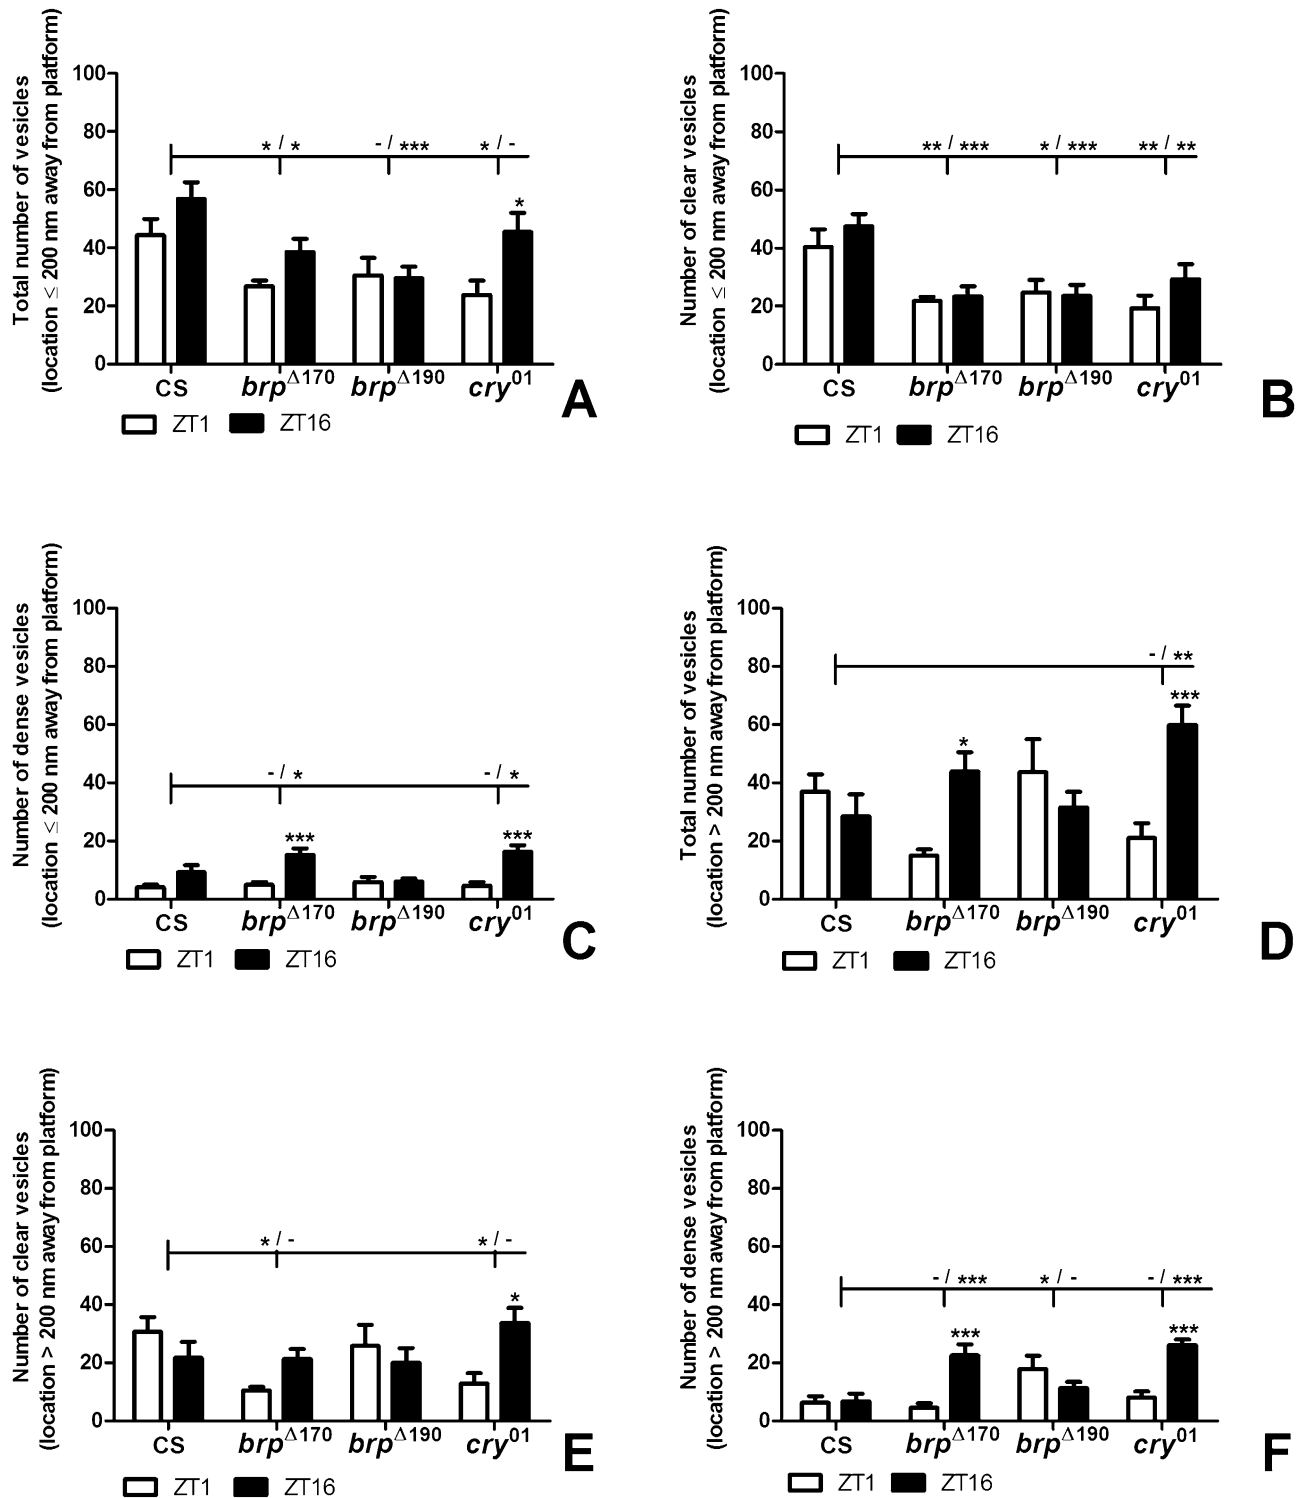 Total number of vesicles
(location ≤ 200 nm away from platform)
100
80
60
40
20
0
* / *
- / ***
* / -
*
CS
brpΔ170
brpΔ190
cry01
ZT1
ZT16
A
Number of clear vesicles
(location ≤ 200 nm away from platform)
100
80
60
40
20
0
** / ***
* / ***
** / **
CS
brpΔ170
brpΔ190
cry01
ZT1
ZT16
B
Number of dense vesicles
(location ≤ 200 nm away from platform)
100
80
60
40
20
0
- / *
- / *
***
***
CS
brpΔ170
brpΔ190
cry01
ZT1
ZT16
C
Total number of vesicles
(location > 200 nm away from platform)
100
80
60
40
20
0
- / **
*
***
CS
brpΔ170
brpΔ190
cry01
ZT1
ZT16
D
Number of clear vesicles
(location > 200 nm away from platform)
100
80
60
40
20
0
* / -
* / -
*
CS
brpΔ170
brpΔ190
cry01
ZT1
ZT16
E
Number of dense vesicles
(location > 200 nm away from platform)
100
80
60
40
20
0
- / ***
* / -
- / ***
***
***
CS
brpΔ170
brpΔ190
cry01
ZT1
ZT16
F